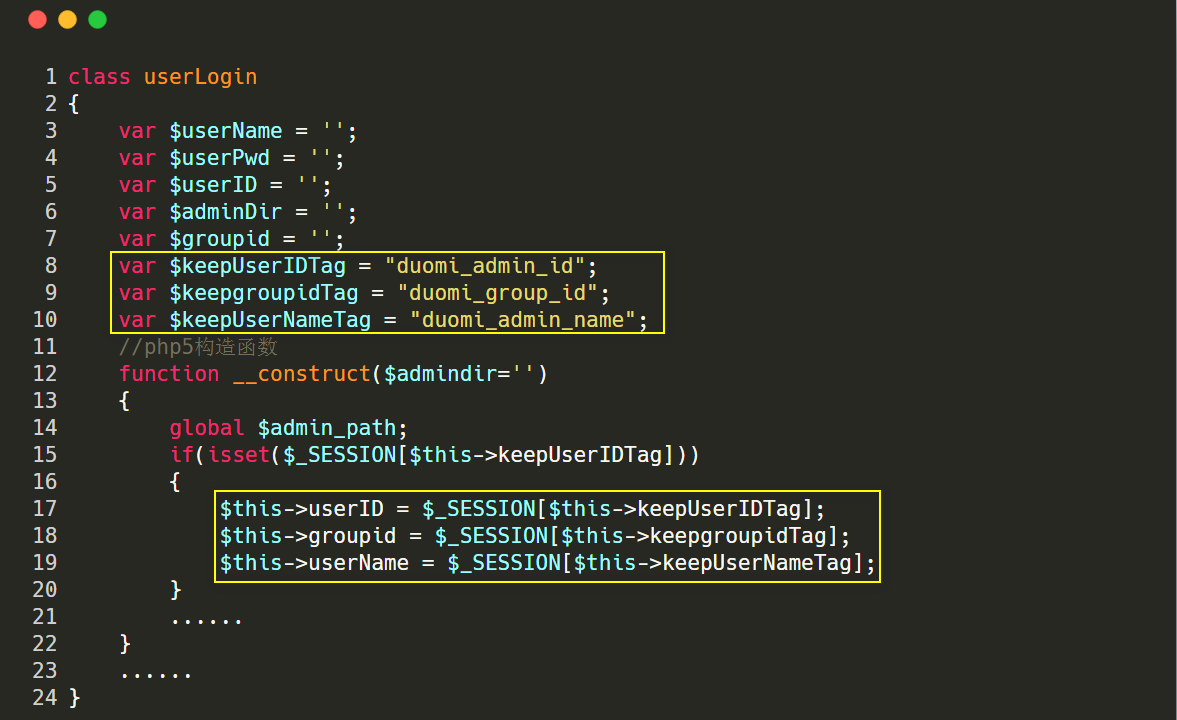 1 class userLogin
2 {
3     var $userName = '';
4     var $userPwd = '';
5     var $userID = '';
6     var $adminDir = '';
7     var $groupid = '';
8     var $keepUserIDTag = "duomi_admin_id";
9     var $keepgroupidTag = "duomi_group_id";
10     var $keepUserNameTag = "duomi_admin_name";
11     //php5构造函数
12     function __construct($admindir='')
13     {
14         global $admin_path;
15         if(isset($_SESSION[$this->keepUserIDTag]))
16         {
17             $this->userID = $_SESSION[$this->keepUserIDTag];
18             $this->groupid = $_SESSION[$this->keepgroupidTag];
19             $this->userName = $_SESSION[$this->keepUserNameTag];
20         }
21         ......
22     }
23     ......
24 }